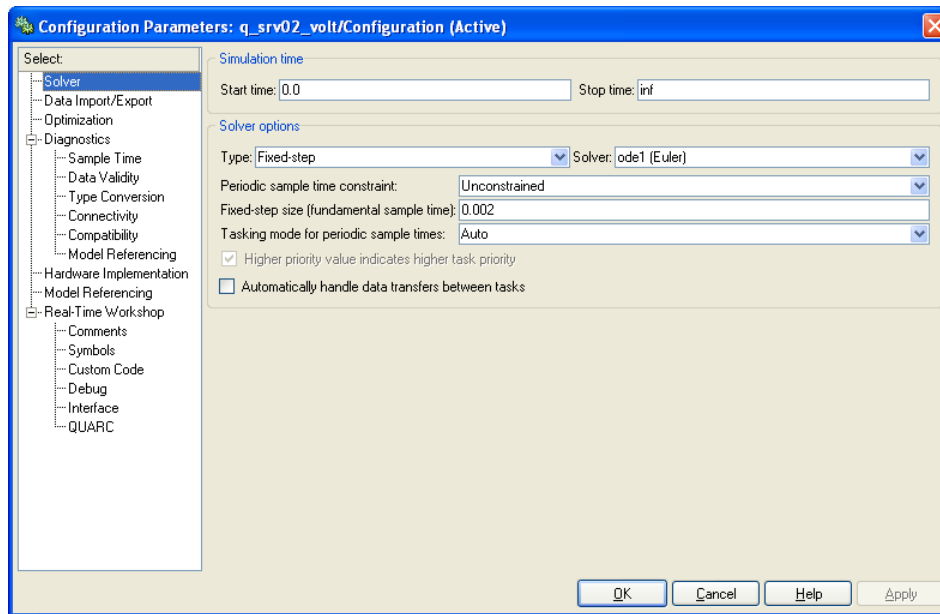 Configuration Parameters: q_srv02_volt/Configuration (Active)
Select:
Solver
Data Import/Export
Optimization
Diagnostics
Sample Time
Data Validity
Type Conversion
Connectivity
Compatibility
Model Referencing
Hardware Implementation
Model Referencing
Real-Time Workshop
Comments
Symbols
Custom Code
Debug
Interface
QUARC
Simulation time
Start time: 0.0 Stop time: inf
Solver options
Type: Fixed-step Solver: ode1 (Euler)
Periodic sample time constraint: Unconstrained
Fixed-step size (fundamental sample time): 0.002
Tasking mode for periodic sample times: Auto
Higher priority value indicates higher task priority
Automatically handle data transfers between tasks
OK Cancel Help Apply